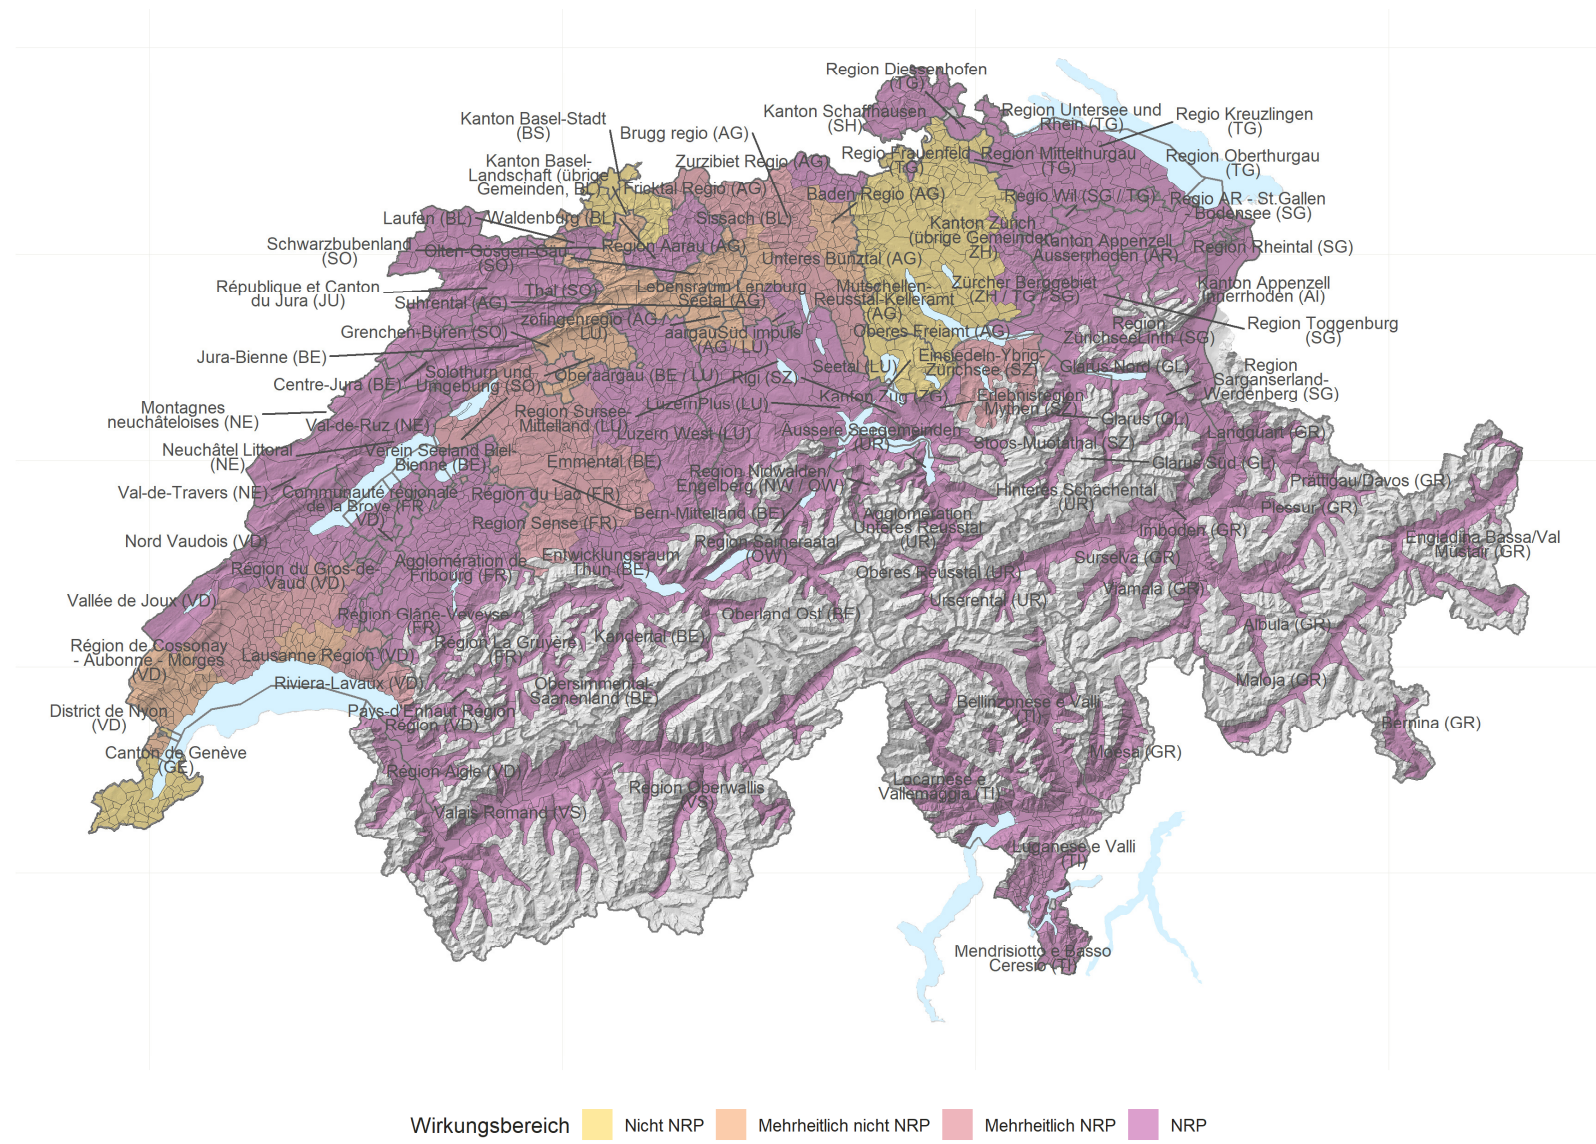 Region Diessenhofen
(TG)
Kanton Schaffhausen
(SH)
Region Untersee und
Rhein (TG)
Regio Kreuzlingen
(TG)
Kanton Basel-Stadt
(BS)
Brugg regio (AG)
Kanton Basel-
Landschaft (übrige
Gemeinden, BL)
Zurzibiet Regio (AG)
Regio Frauenfeld
(TG)
Region Mittelthurgau
(TG)
Region Oberthurgau
(TG)
Fricktal Regio (AG)
Baden Regio (AG)
Regio Wil (SG / TG)
Regio AR - St.Gallen
- Bodensee (SG)
Laufen (BL)
Waldenburg (BL)
Sissach (BL)
Kanton Zürich
(übrige Gemeinden,
ZH)
Schwarzbubenland
(SO)
Olten-Gösgen-Gäu
(SO)
Region Aarau (AG)
Unteres Bünztal (AG)
Kanton Appenzell
Ausserrhoden (AR)
Region Rheintal (SG)
République et Canton
du Jura (JU)
Thal (SO)
Suhrental (AG)
Lebensraum Lenzburg
Seetal (AG)
Mutschellen-
Reusstal-Kelleramt
(AG)
Zürcher Berggebiet
(ZH / TG / SG)
Kanton Appenzell
Innerrhoden (AI)
Grenchen-Büren (SO)
zofingenregio (AG /
LU)
aargauSüd impuls
(AG / LU)
Oberes Freiamt (AG)
Region
ZürichseeLinth (SG)
Region Toggenburg
(SG)
Jura-Bienne (BE)
Centre-Jura (BE)
Solothurn und
Umgebung (SO)
Oberaargau (BE / LU)
Rigi (SZ)
Seetal (LU)
Einsiedeln-Ybrig-
Zürichsee (SZ)
Glarus Nord (GL)
Region
Sarganserland-
Werdenberg (SG)
Montagnes
neuchâteloises (NE)
Val-de-Ruz (NE)
Region Sursee-
Mittelland (LU)
LuzernPlus (LU)
Kanton Zug (ZG)
Erlebnisregion
Mythen (SZ)
Glarus (GL)
Neuchâtel Littoral
(NE)
Verein Seeland Biel-
Bienne (BE)
Luzern West (LU)
Äussere Seegemeinden
(UR)
Stoos-Muotathal (SZ)
Landquart (GR)
Val-de-Travers (NE)
Communauté régionale
de la Broye (FR /
VD)
Emmental (BE)
Région du Lac (FR)
Region Nidwalden/
Engelberg (NW / OW)
Glarus Süd (GL)
Hinteres Schächental
(UR)
Prättigau/Davos (GR)
Region Sense (FR)
Bern-Mittelland (BE)
Agglomeration
Unteres Reusstal
(UR)
Plessur (GR)
Nord Vaudois (VD)
Region Sarneraatal
(OW)
Imboden (GR)
Engiadina Bassa/Val
Müstair (GR)
Région du Gros-de-
Vaud (VD)
Agglomération de
Fribourg (FR)
Entwicklungsraum
Thun (BE)
Oberes Reusstal (UR)
Surselva (GR)
Vallée de Joux (VD)
Région Glâne-Veveyse
(FR)
Oberland Ost (BE)
Urserental (UR)
Viamala (GR)
Région de Cossonay
- Aubonne - Morges
(VD)
Lausanne Région (VD)
Région La Gruyère
(FR)
Kandertal (BE)
Albula (GR)
Riviera-Lavaux (VD)
Obersimmental-
Saanenland (BE)
Maloja (GR)
District de Nyon
(VD)
Pays-d'Enhaut Région
Région (VD)
Bellinzonese e Valli
(TI)
Bernina (GR)
Canton de Genève
(GE)
Moesa (GR)
Région Aigle (VD)
Region Oberwallis
(VS)
Locarnese e
Vallemaggia (TI)
Valais Romand (VS)
Luganese e Valli
(TI)
Mendrisiotto e Basso
Ceresio (TI)
Wirkungsbereich
Nicht NRP
Mehrheitlich nicht NRP
Mehrheitlich NRP
NRP